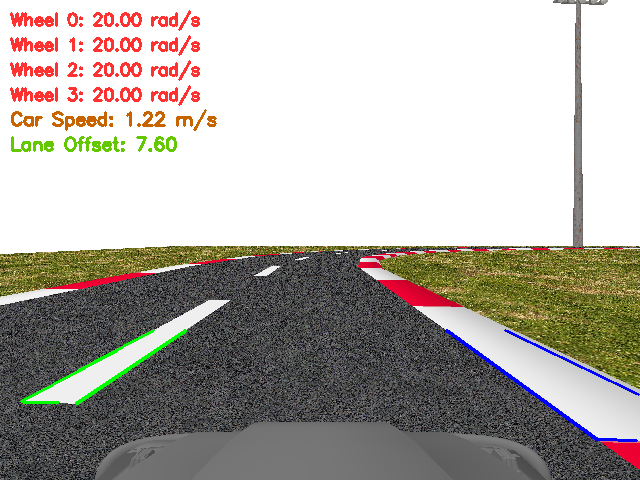 Wheel 0: 20.00 rad/s
Wheel 1: 20.00 rad/s
Wheel 2: 20.00 rad/s
Wheel 3: 20.00 rad/s
Car Speed: 1.22 m/s
Lane Offset: 7.60